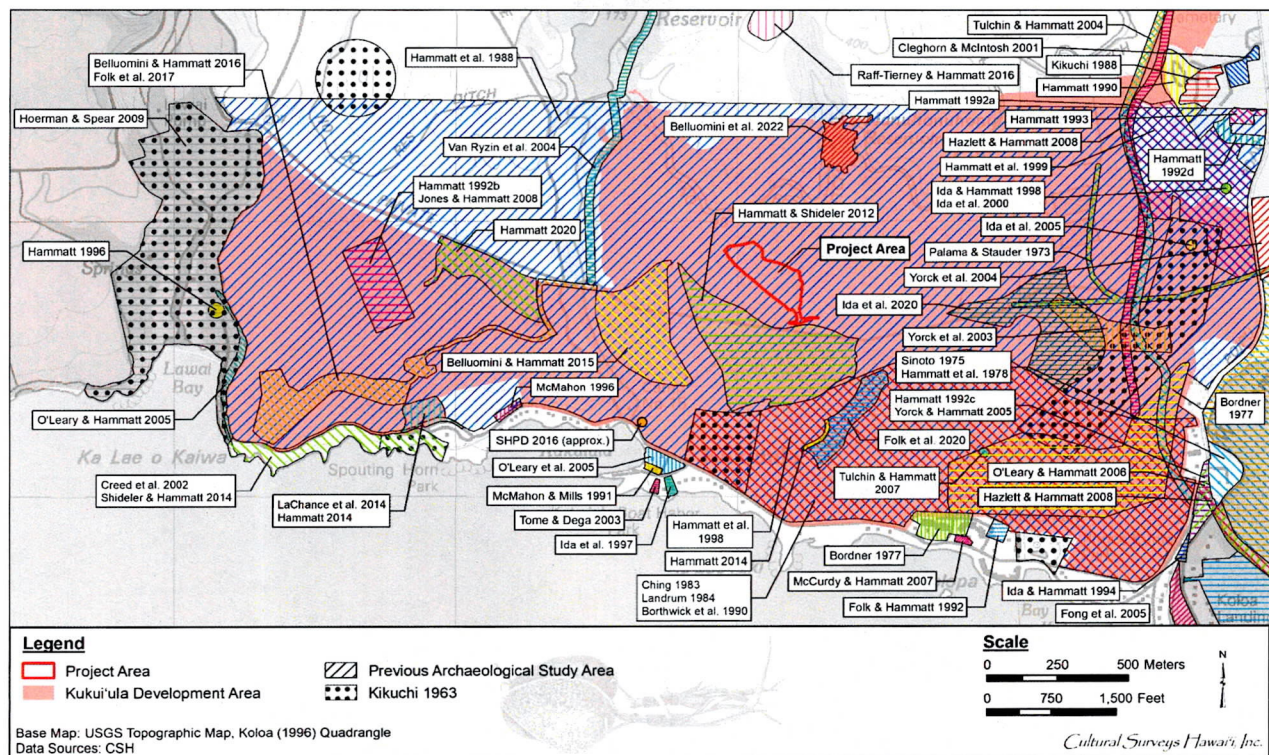 Reservoir
173
400
Cemetery
DITCH
Tulchin & Hammatt 2004
Cleghorn & McIntosh 2001
Kikuchi 1988
Hammatt 1990
Belluomini & Hammatt 2016
Folk et al. 2017
Hammatt et al. 1988
Raff-Tierney & Hammatt 2016
Hammatt 1992a
Hammatt 1993
Hoerman & Spear 2009
Belluomini et al. 2022
Hazlett & Hammatt 2008
Van Ryzin et al. 2004
Hammatt et al. 1999
Hammatt
1992d
Hammatt 1992b
Jones & Hammatt 2008
Ida & Hammatt 1998
Ida et al. 2000
Hammatt & Shideler 2012
Ida et al. 2005
Hammatt 2020
Project Area
Hammatt 1996
Palama & Stauder 1973
Yorck et al. 2004
Ida et al. 2020
Yorck et al. 2003
Belluomini & Hammatt 2015
Sinoto 1975
Hammatt et al. 1978
Lawai
Bay
McMahon 1996
Hammatt 1992c
Yorck & Hammatt 2005
Bordner
1977
O'Leary & Hammatt 2005
SHPD 2016 (approx.)
Folk et al. 2020
Ka Lae o Kaiwa
Spouting Horn
Park
O'Leary et al. 2005
O'Leary & Hammatt 2006
Creed et al. 2002
Shideler & Hammatt 2014
Tulchin & Hammatt
2007
Hazlett & Hammatt 2008
LaChance et al. 2014
Hammatt 2014
McMahon & Mills 1991
Tome & Dega 2003
Hammatt et al.
1998
Ida et al. 1997
Hammatt 2014
Bordner 1977
Ching 1983
Landrum 1984
Borthwick et al. 1990
McCurdy & Hammatt 2007
Ida & Hammatt 1994
Folk & Hammatt 1992
Bay
Fong et al. 2005
Koloa
Landing
Legend
Project Area
Kukui‘ula Development Area
Previous Archaeological Study Area
Kikuchi 1963
Scale
0 250 500 Meters
0 750 1,500 Feet
N
Base Map: USGS Topographic Map, Koloa (1996) Quadrangle
Data Sources: CSH
Cultural Surveys Hawai‘i, Inc.